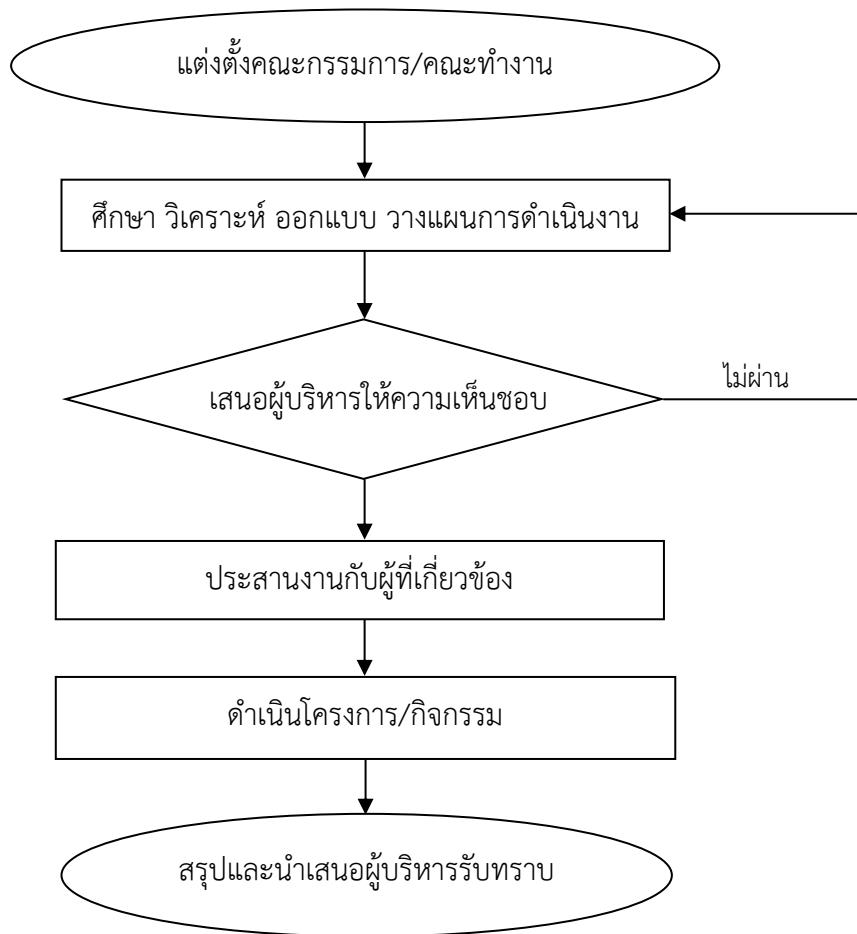 แต่งตั้งคณะกรรมการ/คณะทำงาน
ศึกษา วิเคราะห์ ออกแบบ วางแผนการดำเนินงาน
เสนอผู้บริหารให้ความเห็นชอบ
ไม่ผ่าน
ประสานงานกับผู้ที่เกี่ยวข้อง
ดำเนินโครงการ/กิจกรรม
สรุปและนำเสนอผู้บริหารรับทราบ